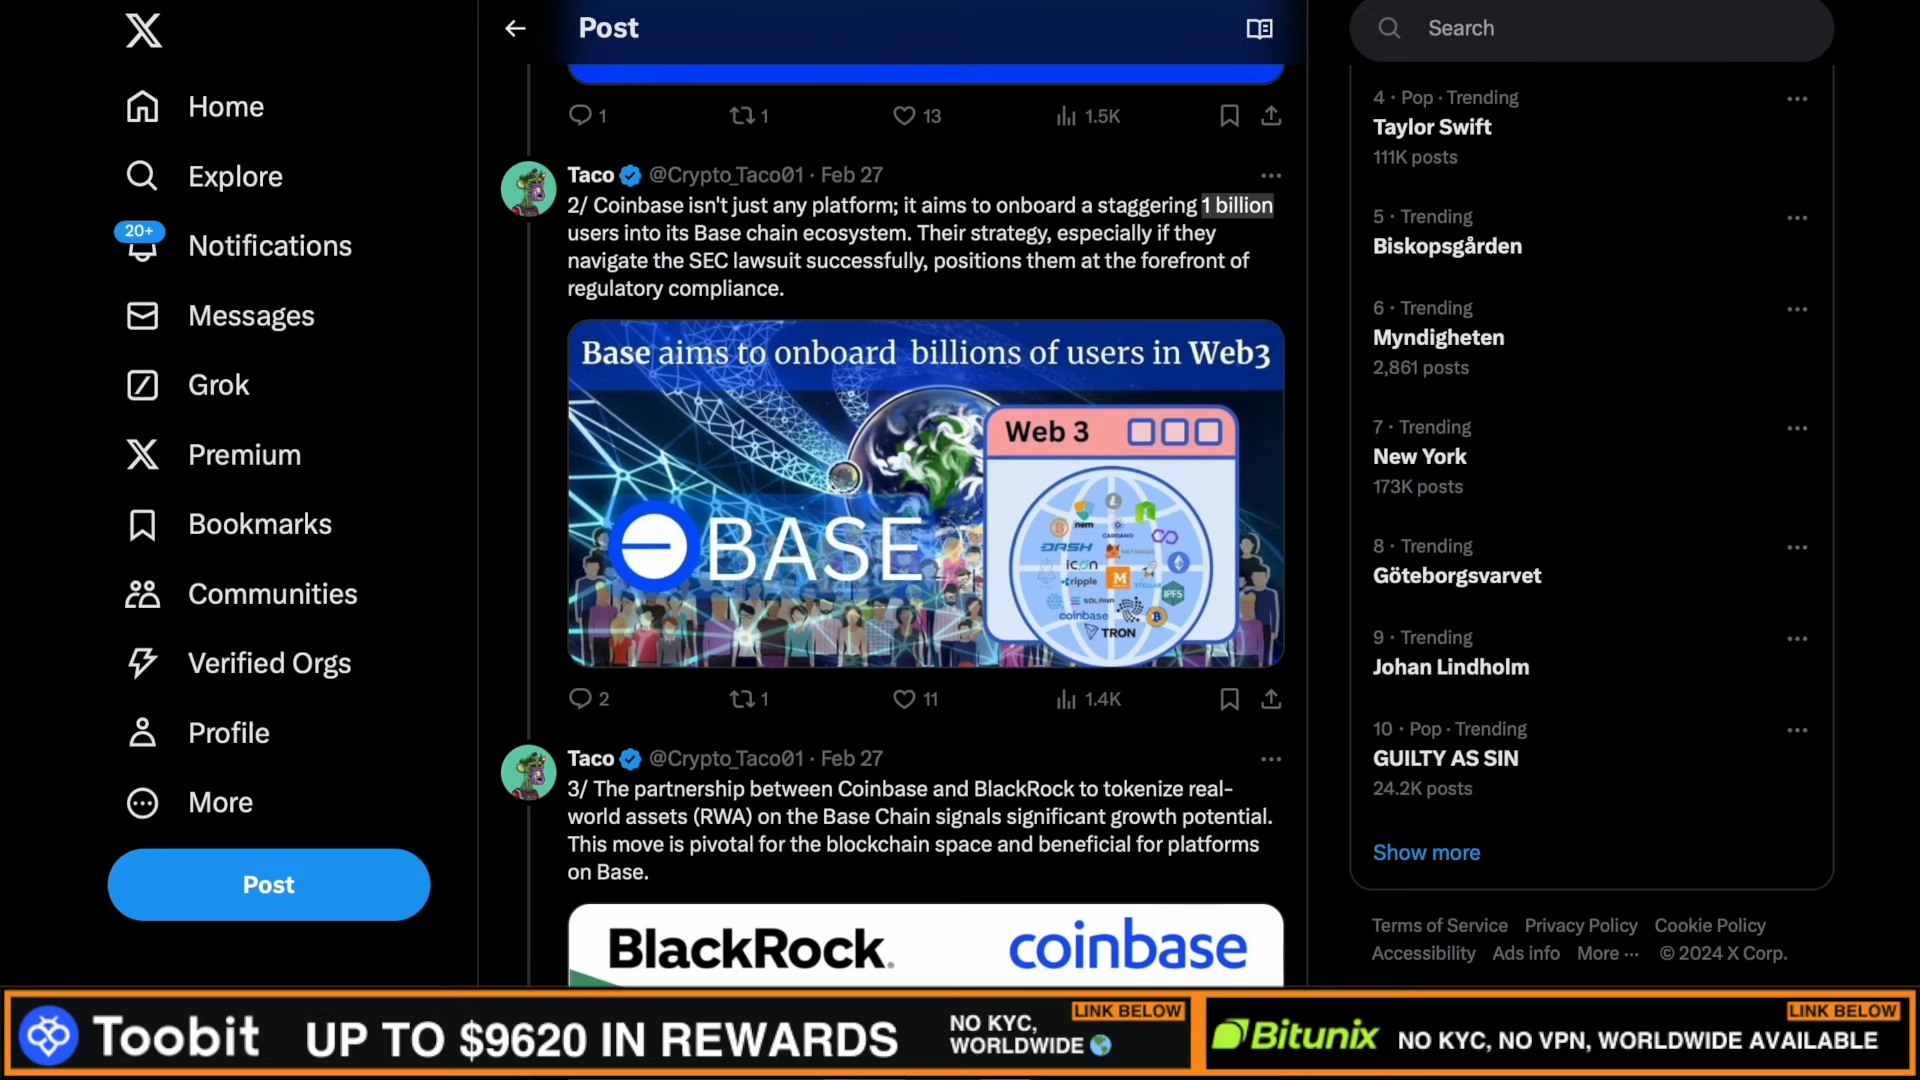 Home
Explore
20+
Notifications
Messages
Grok
Premium
Bookmarks
Communities
Verified Orgs
Profile
More
Post
Post
1
1
13
1.5K
Taco @Crypto_Taco01 · Feb 27
2/ Coinbase isn't just any platform; it aims to onboard a staggering 1 billion
users into its Base chain ecosystem. Their strategy, especially if they
navigate the SEC lawsuit successfully, positions them at the forefront of
regulatory compliance.
Base aims to onboard billions of users in Web3
Web 3
BASE
nem
CARDANO
DASH
METAMASK
ICON
ripple
STELLAR
IPFS
SOLANA
coinbase
TRON
2
1
11
1.4K
Taco @Crypto_Taco01 · Feb 27
3/ The partnership between Coinbase and BlackRock to tokenize real-
world assets (RWA) on the Base Chain signals significant growth potential.
This move is pivotal for the blockchain space and beneficial for platforms
on Base.
BlackRock.
coinbase
Search
4 · Pop · Trending
Taylor Swift
111K posts
5 · Trending
Biskopsgården
6 · Trending
Myndigheten
2,861 posts
7 · Trending
New York
173K posts
8 · Trending
Göteborgsvarvet
9 · Trending
Johan Lindholm
10 · Pop · Trending
GUILTY AS SIN
24.2K posts
Show more
Terms of Service Privacy Policy Cookie Policy
Accessibility Ads info More ··· © 2024 X Corp.
Toobit UP TO $9620 IN REWARDS
NO KYC,
WORLDWIDE
LINK BELOW
Bitunix NO KYC, NO VPN, WORLDWIDE AVAILABLE
LINK BELOW